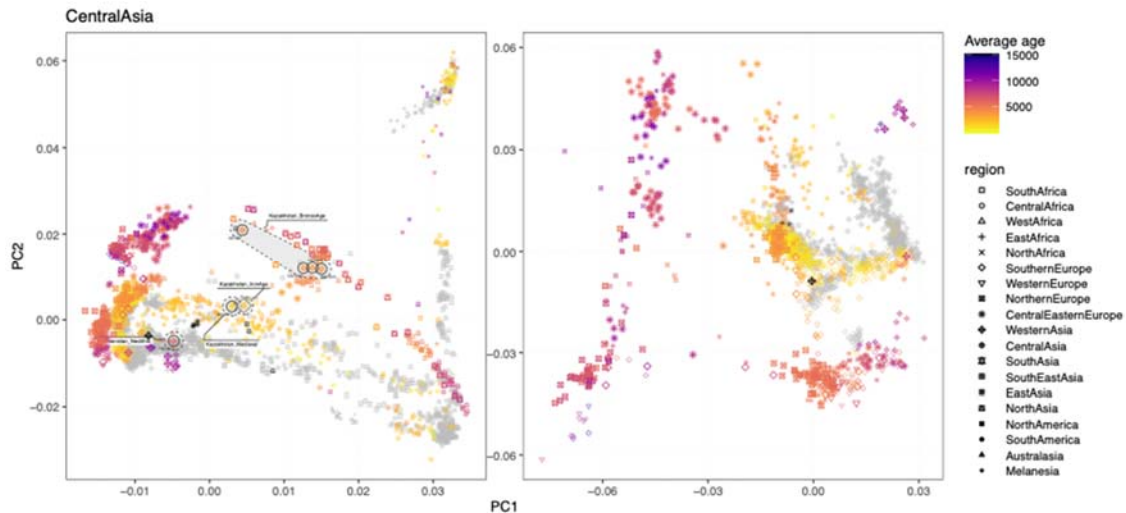 CentralAsia
0.06
0.04
0.02
0.00
−0.02
PC2
−0.01
0.00
0.01
0.02
0.03
Kazakhstan_BronzeAge
Kazakhstan_IronAge
Kazakhstan_Medieval
0.06
0.03
0.00
−0.03
−0.06
−0.06
−0.03
0.00
0.03
PC1
Average age
15000
10000
5000
region
SouthAfrica
CentralAfrica
WestAfrica
EastAfrica
NorthAfrica
SouthernEurope
WesternEurope
NorthernEurope
CentralEasternEurope
WesternAsia
CentralAsia
SouthAsia
SouthEastAsia
EastAsia
NorthAsia
NorthAmerica
SouthAmerica
Australasia
Melanesia